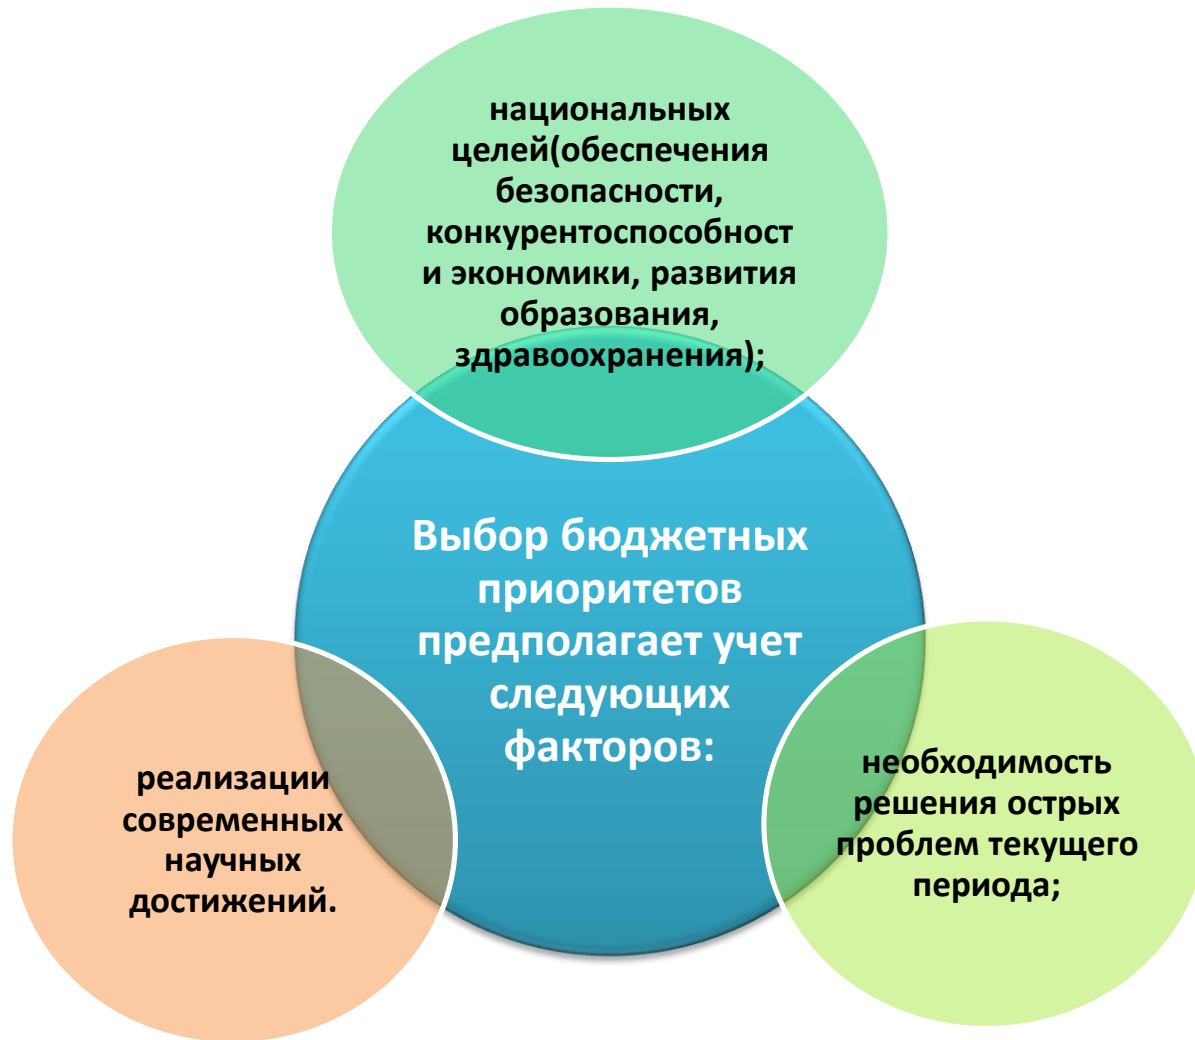 национальных
целей(обеспечения
безопасности,
конкурентоспособност
и экономики, развития
образования,
здравоохранения);
Выбор бюджетных
приоритетов
предполагает учет
следующих
факторов:
необходимость
решения острых
проблем текущего
периода;
реализации
современных
научных
достижений.